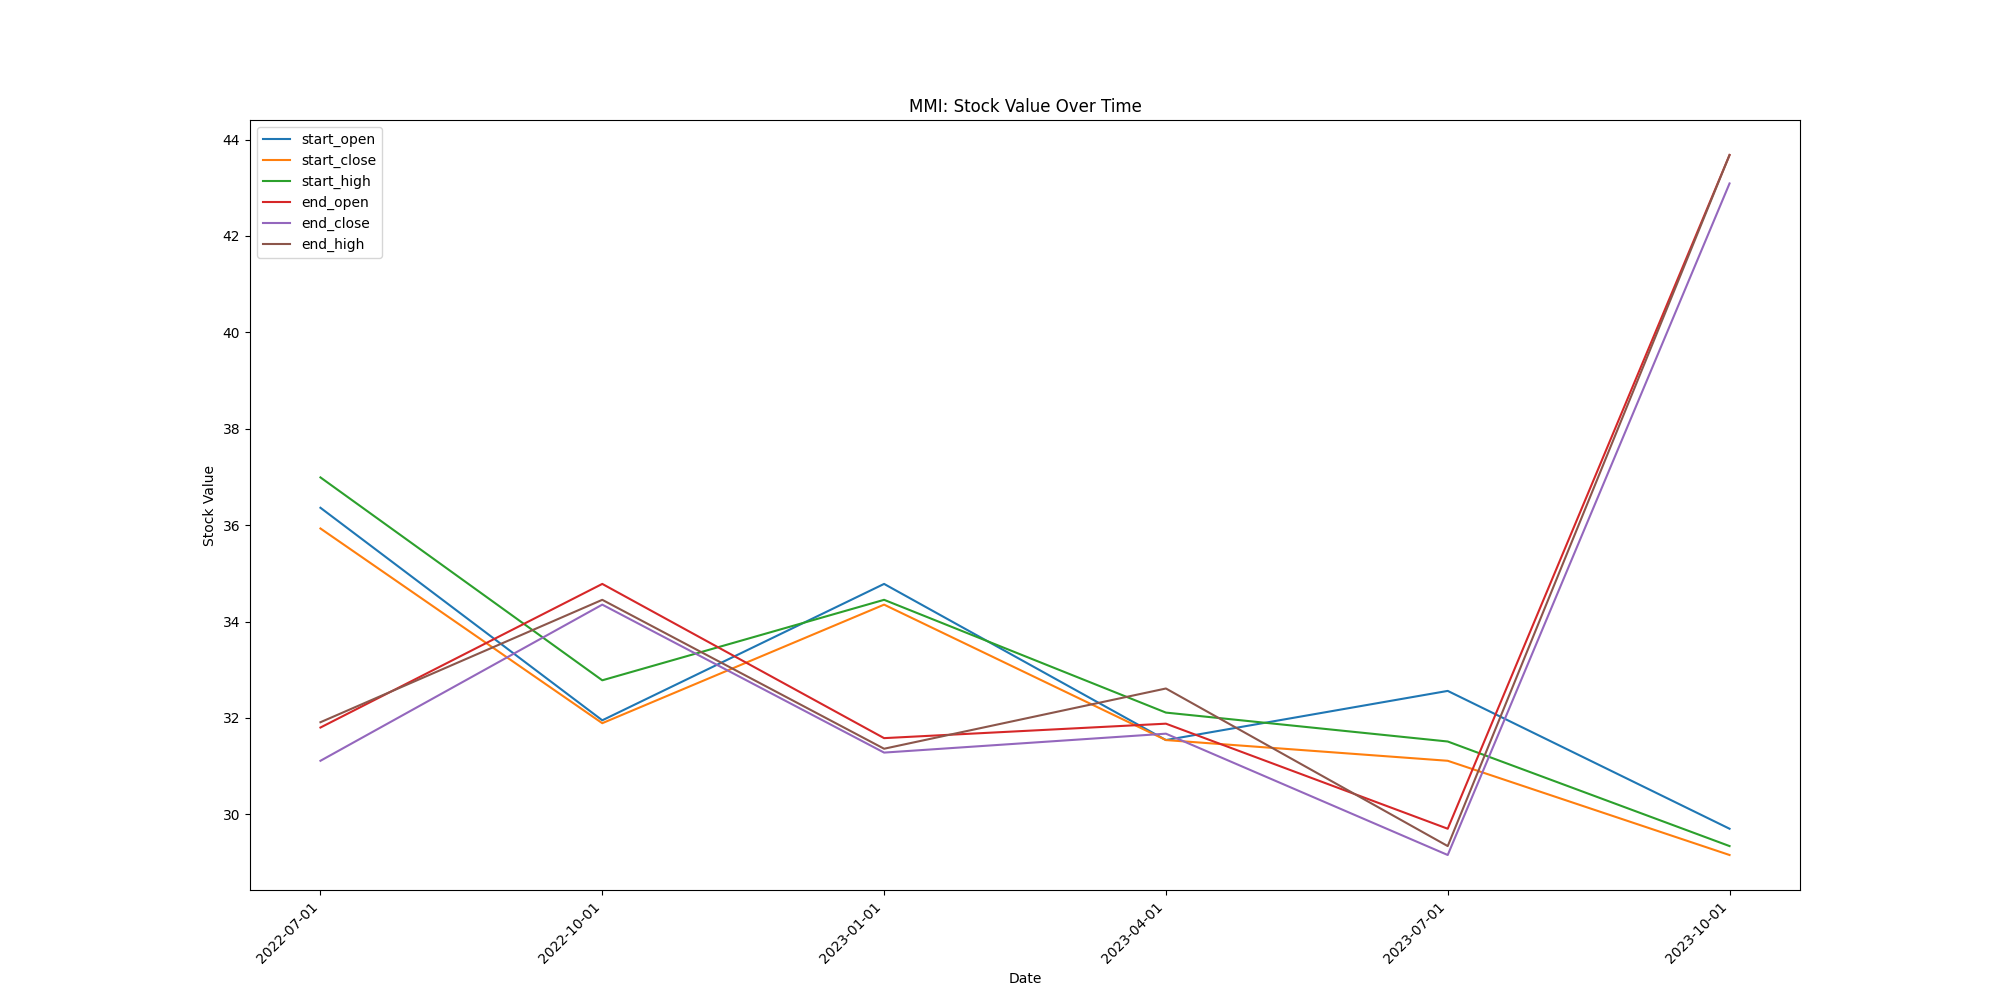 MMI: Stock Value Over Time
start_open
start_close
start_high
end_open
end_close
end_high
44
42
40
38
36
34
32
30
Stock Value
2022-07-01
2022-10-01
2023-01-01
2023-04-01
2023-07-01
2023-10-01
Date